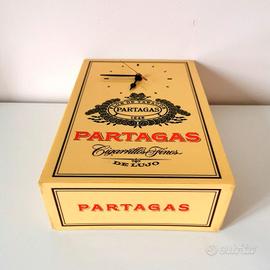 PARTAGAS
1845
PARTAGAS
Cigarrillos Finos
DE LUJO
PARTAGAS
subito